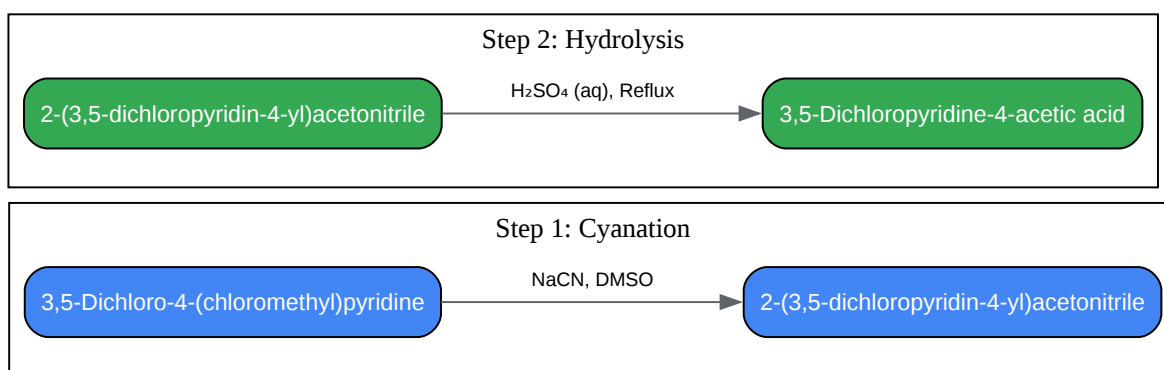 Step 2: Hydrolysis
2-(3,5-dichloropyridin-4-yl)acetonitrile
H₂SO₄ (aq), Reflux
3,5-Dichloropyridine-4-acetic acid
Step 1: Cyanation
3,5-Dichloro-4-(chloromethyl)pyridine
NaCN, DMSO
2-(3,5-dichloropyridin-4-yl)acetonitrile